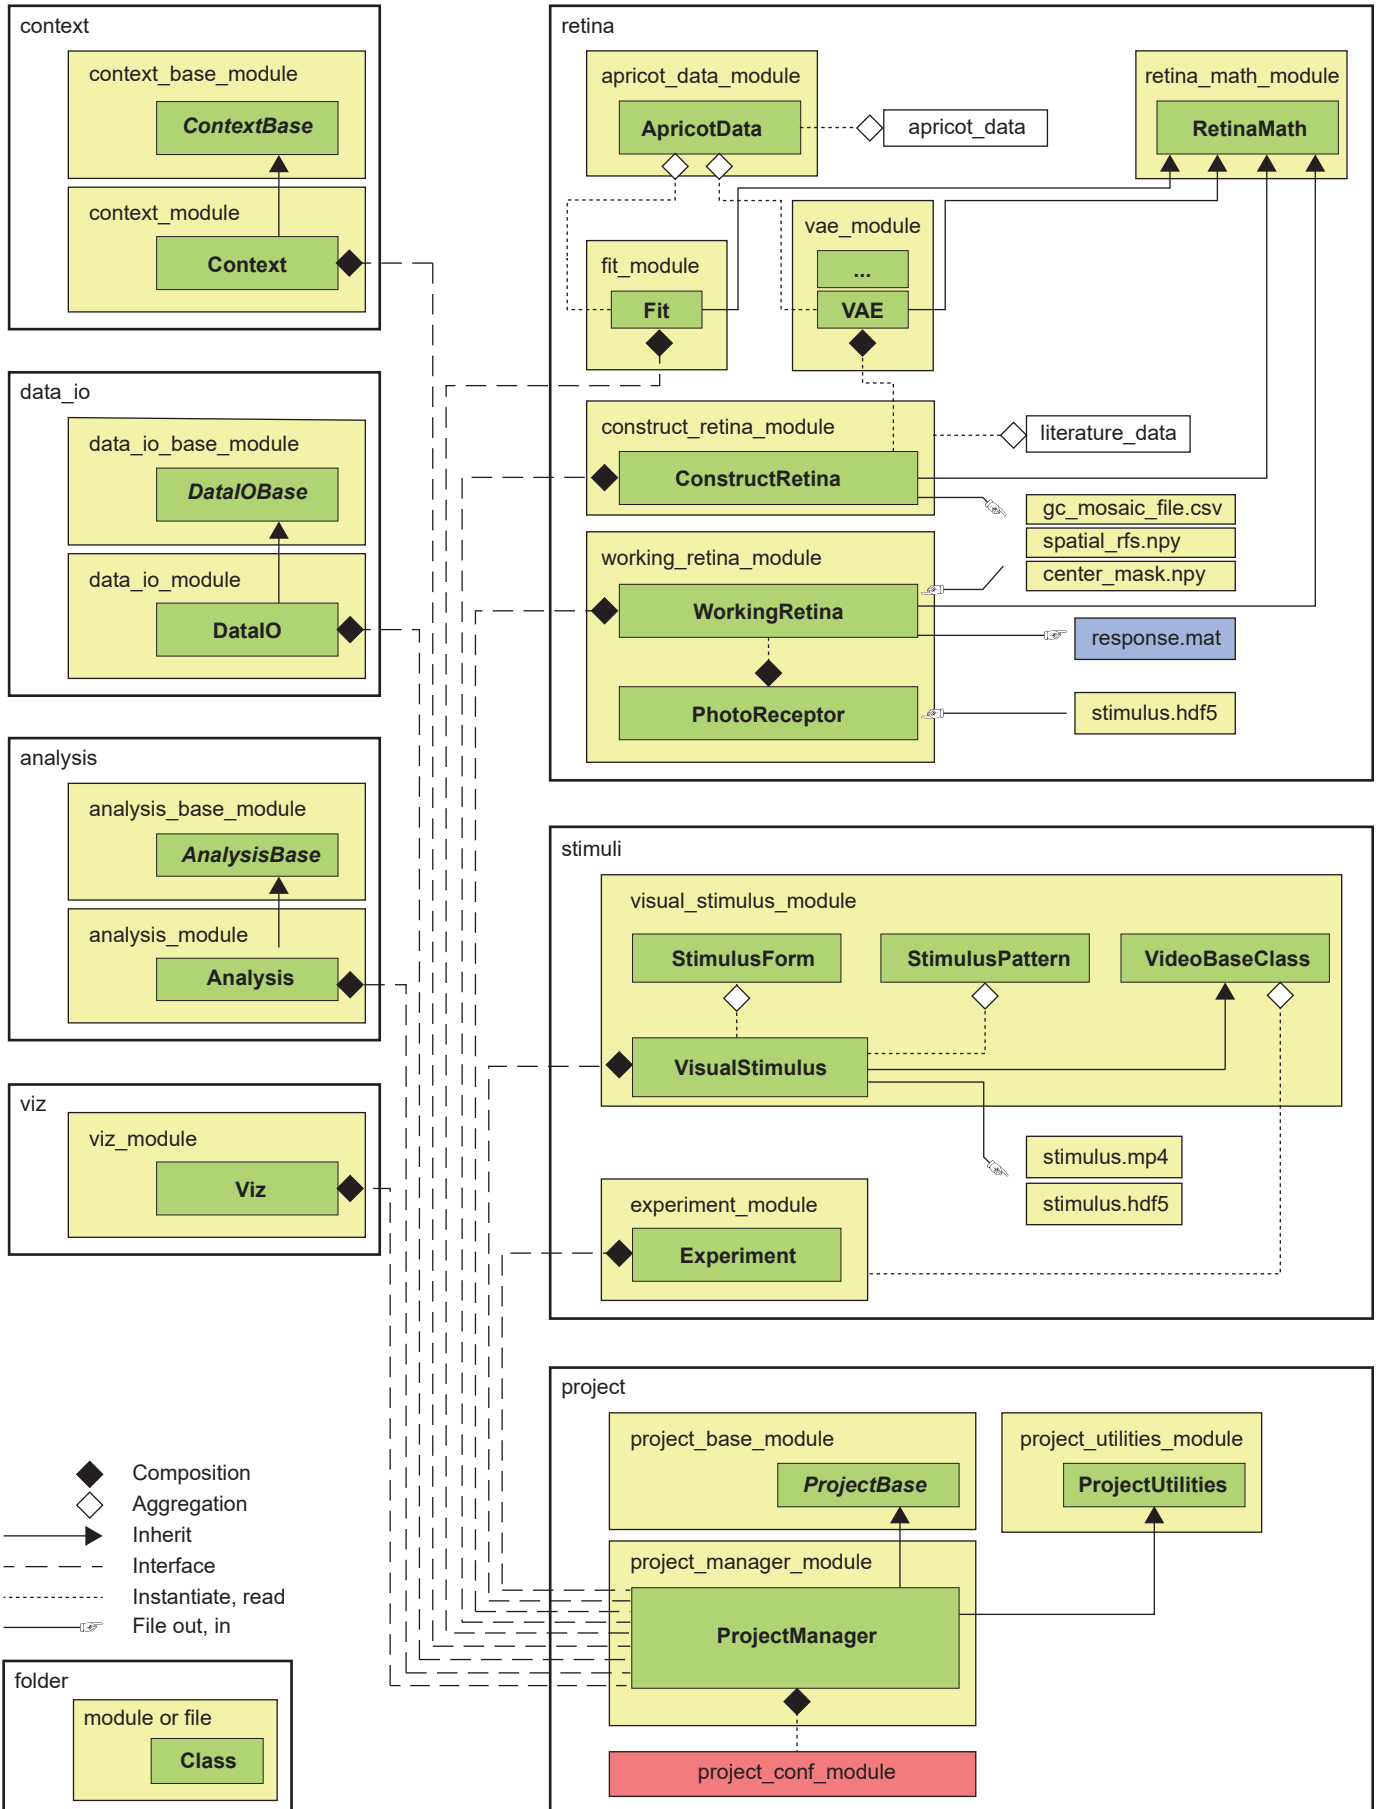 context
context_base_module
ContextBase
context_module
Context
data_io
data_io_base_module
DataIOBase
data_io_module
DataIO
analysis
analysis_base_module
AnalysisBase
analysis_module
Analysis
viz
viz_module
Viz
Composition
Aggregation
Inherit
Interface
Instantiate, read
File out, in
folder
module or file
Class
retina
apricot_data_module
ApricotData
apricot_data
retina_math_module
RetinaMath
vae_module
...
VAE
fit_module
Fit
construct_retina_module
ConstructRetina
literature_data
gc_mosaic_file.csv
spatial_rfs.npy
center_mask.npy
working_retina_module
WorkingRetina
response.mat
PhotoReceptor
stimulus.hdf5
stimuli
visual_stimulus_module
StimulusForm
StimulusPattern
VideoBaseClass
VisualStimulus
stimulus.mp4
stimulus.hdf5
experiment_module
Experiment
project
project_base_module
ProjectBase
project_utilities_module
ProjectUtilities
project_manager_module
ProjectManager
project_conf_module